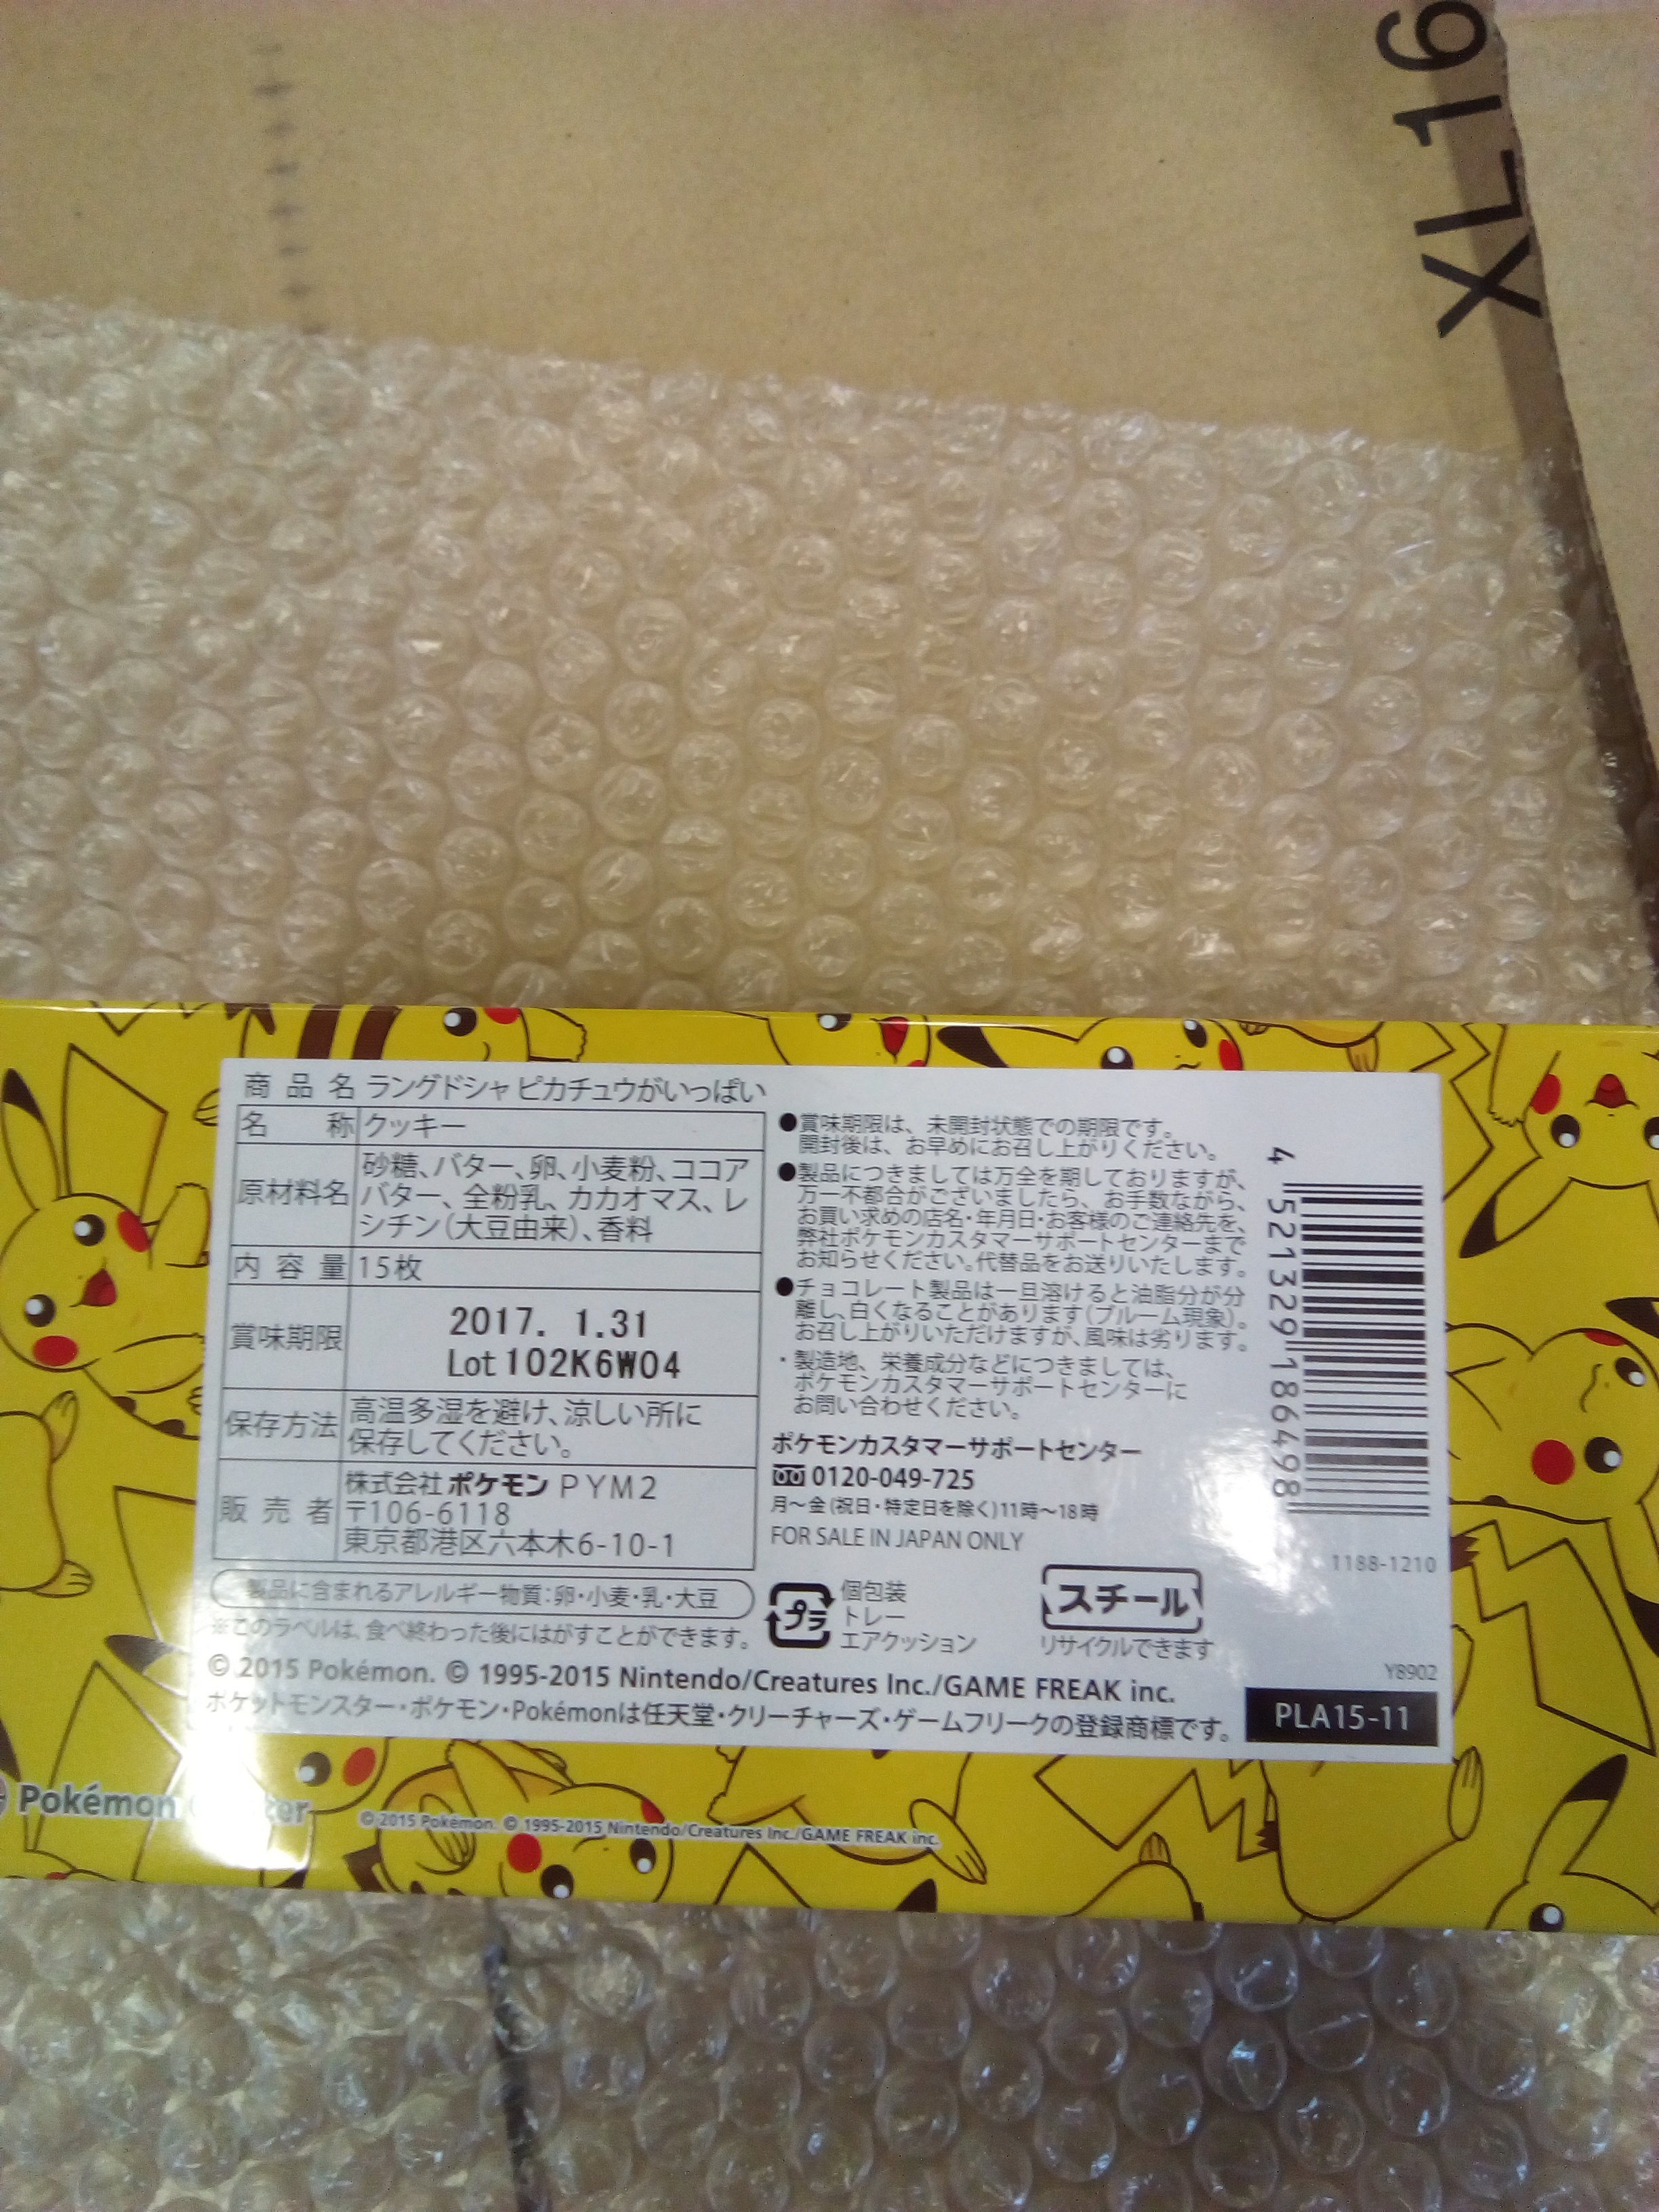 XL16
商品名 ラングドシャ ピカチュウがいっぱい
名称 クッキー
原材料名 砂糖、バター、卵、小麦粉、ココア
バター、全粉乳、カカオマス、レ
シチン(大豆由来)、香料
内容量 15枚
賞味期限 2017. 1.31
Lot 102K6W04
保存方法 高温多湿を避け、涼しい所に
保存してください。
販売者 株式会社 ポケモン PYM2
〒106-6118
東京都港区六本木6-10-1
製品に含まれるアレルギー物質:卵・小麦・乳・大豆
※このラベルは、食べ終わった後にはがすことができます。
●賞味期限は、未開封状態での期限です。
開封後は、お早めにお召し上がりください。
●製品につきましては万全を期しておりますが、
万一不都合がございましたら、お手数ながら、
お買い求めの店名・年月日・お客様のご連絡先を、
弊社ポケモンカスタマーサポートセンターまで
お知らせください。代替品をお送りいたします。
●チョコレート製品は一旦溶けると油脂分が分
離し、白くなることがあります(ブルーム現象)。
お召し上がりいただけますが、風味は劣ります。
・製造地、栄養成分などにつきましては、
ポケモンカスタマーサポートセンターに
お問い合わせください。
ポケモンカスタマーサポートセンター
0120-049-725
月～金(祝日・特定日を除く)11時～18時
FOR SALE IN JAPAN ONLY
プラ
個包装
トレー
エアクッション
スチール
リサイクルできます
4 521329 186498
1188-1210
Y8902
PLA15-11
© 2015 Pokémon. © 1995-2015 Nintendo/Creatures Inc./GAME FREAK inc.
ポケットモンスター・ポケモン・Pokémonは任天堂・クリーチャーズ・ゲームフリークの登録商標です。
Pokémon
© 2015 Pokémon. © 1995-2015 Nintendo/Creatures Inc./GAME FREAK inc.